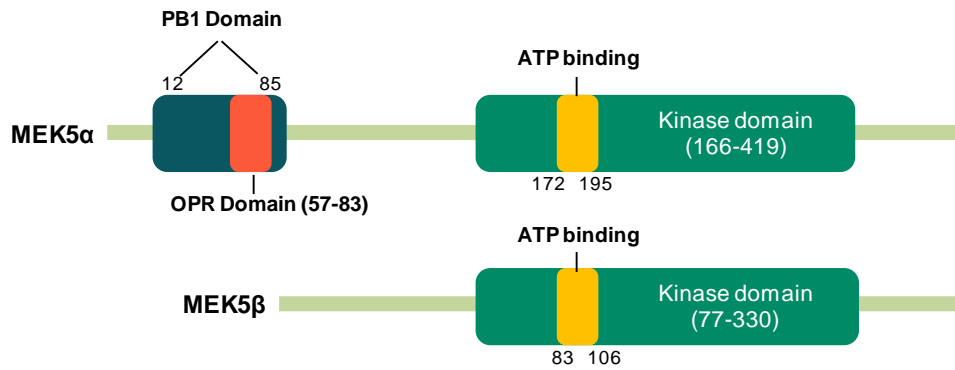 PB1 Domain
12
85
ATP binding
MEK5α
Kinase domain
(166-419)
172
195
OPR Domain (57-83)
ATP binding
MEK5β
Kinase domain
(77-330)
83
106